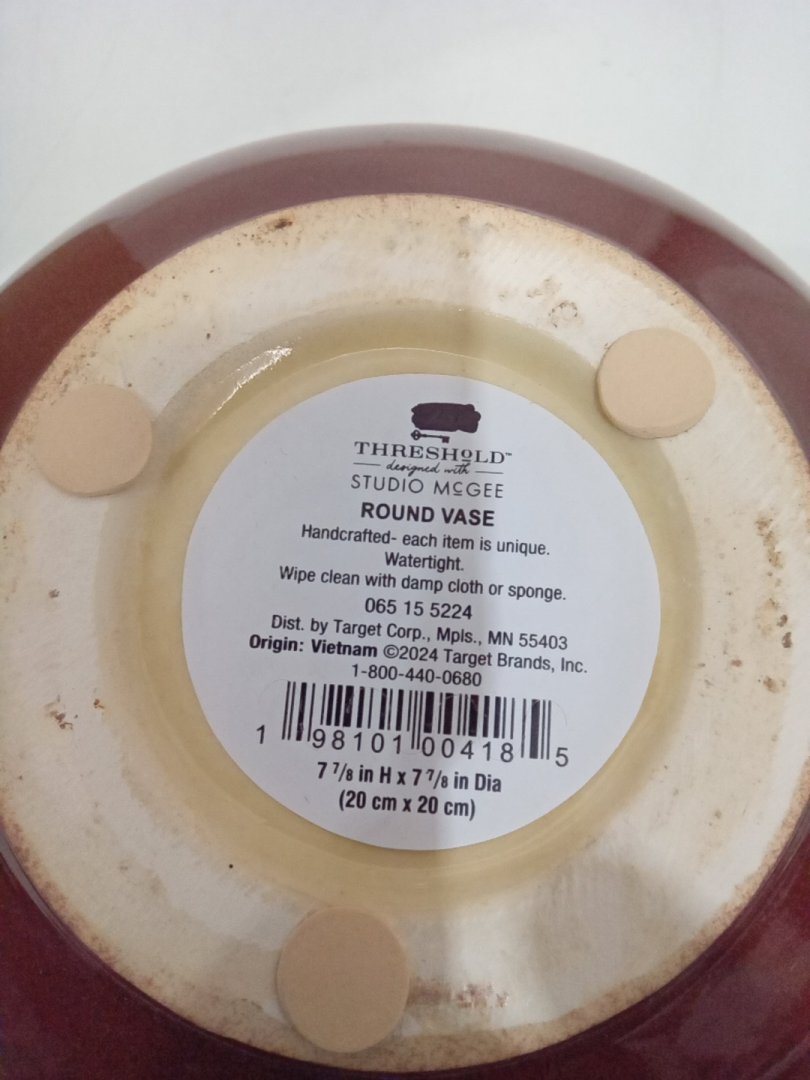 THRESHOLD™
designed with
STUDIO McGEE
ROUND VASE
Handcrafted- each item is unique.
Watertight.
Wipe clean with damp cloth or sponge.
065 15 5224
Dist. by Target Corp., Mpls., MN 55403
Origin: Vietnam ©2024 Target Brands, Inc.
1-800-440-0680
1 98101 00418 5
7 7/8 in H x 7 7/8 in Dia
(20 cm x 20 cm)